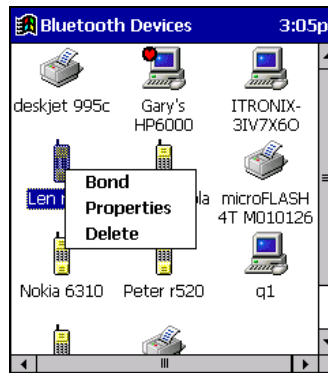 Bluetooth Devices 3:05p
deskjet 995c Gary's ITRONIX-
HP6000 3IV7X6O
Bond
Len
microFLASH
Properties
4T M010126
Delete
Nokia 6310 Peter r520 q1